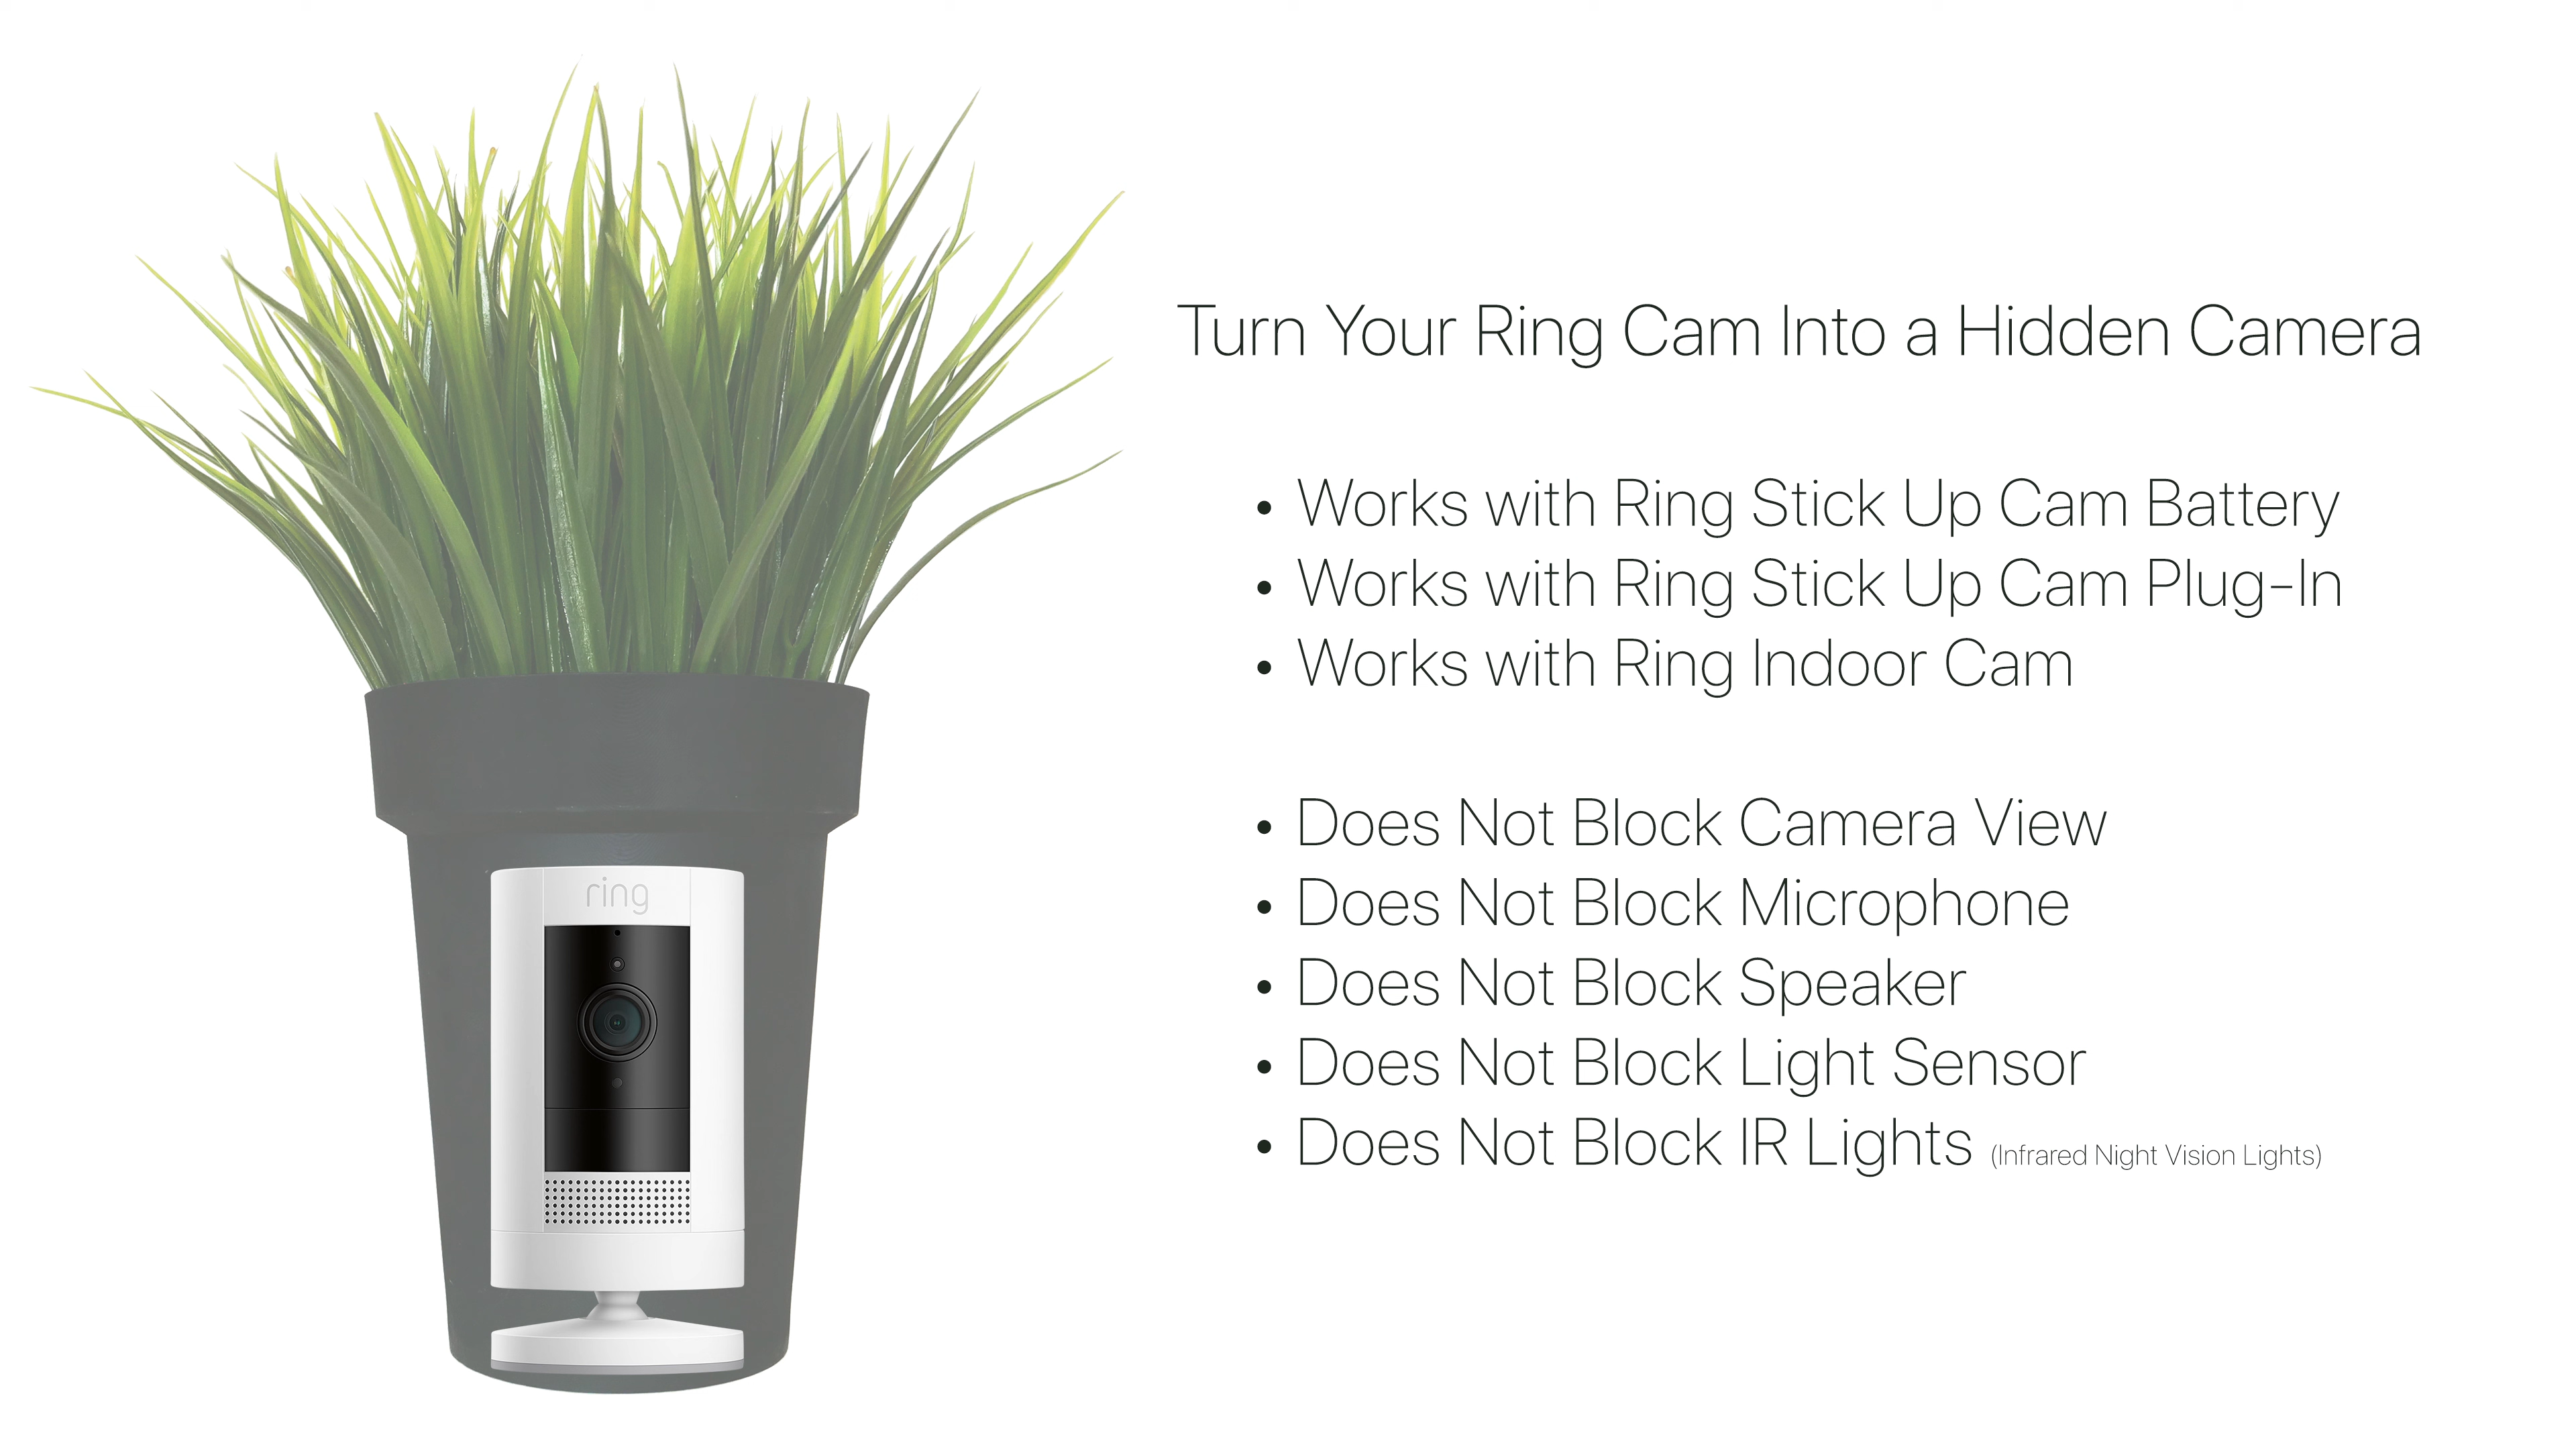 Turn Your Ring Cam Into a Hidden Camera
• Works with Ring Stick Up Cam Battery
• Works with Ring Stick Up Cam Plug-In
• Works with Ring Indoor Cam
• Does Not Block Camera View
• Does Not Block Microphone
• Does Not Block Speaker
• Does Not Block Light Sensor
• Does Not Block IR Lights (Infrared Night Vision Lights)
ring